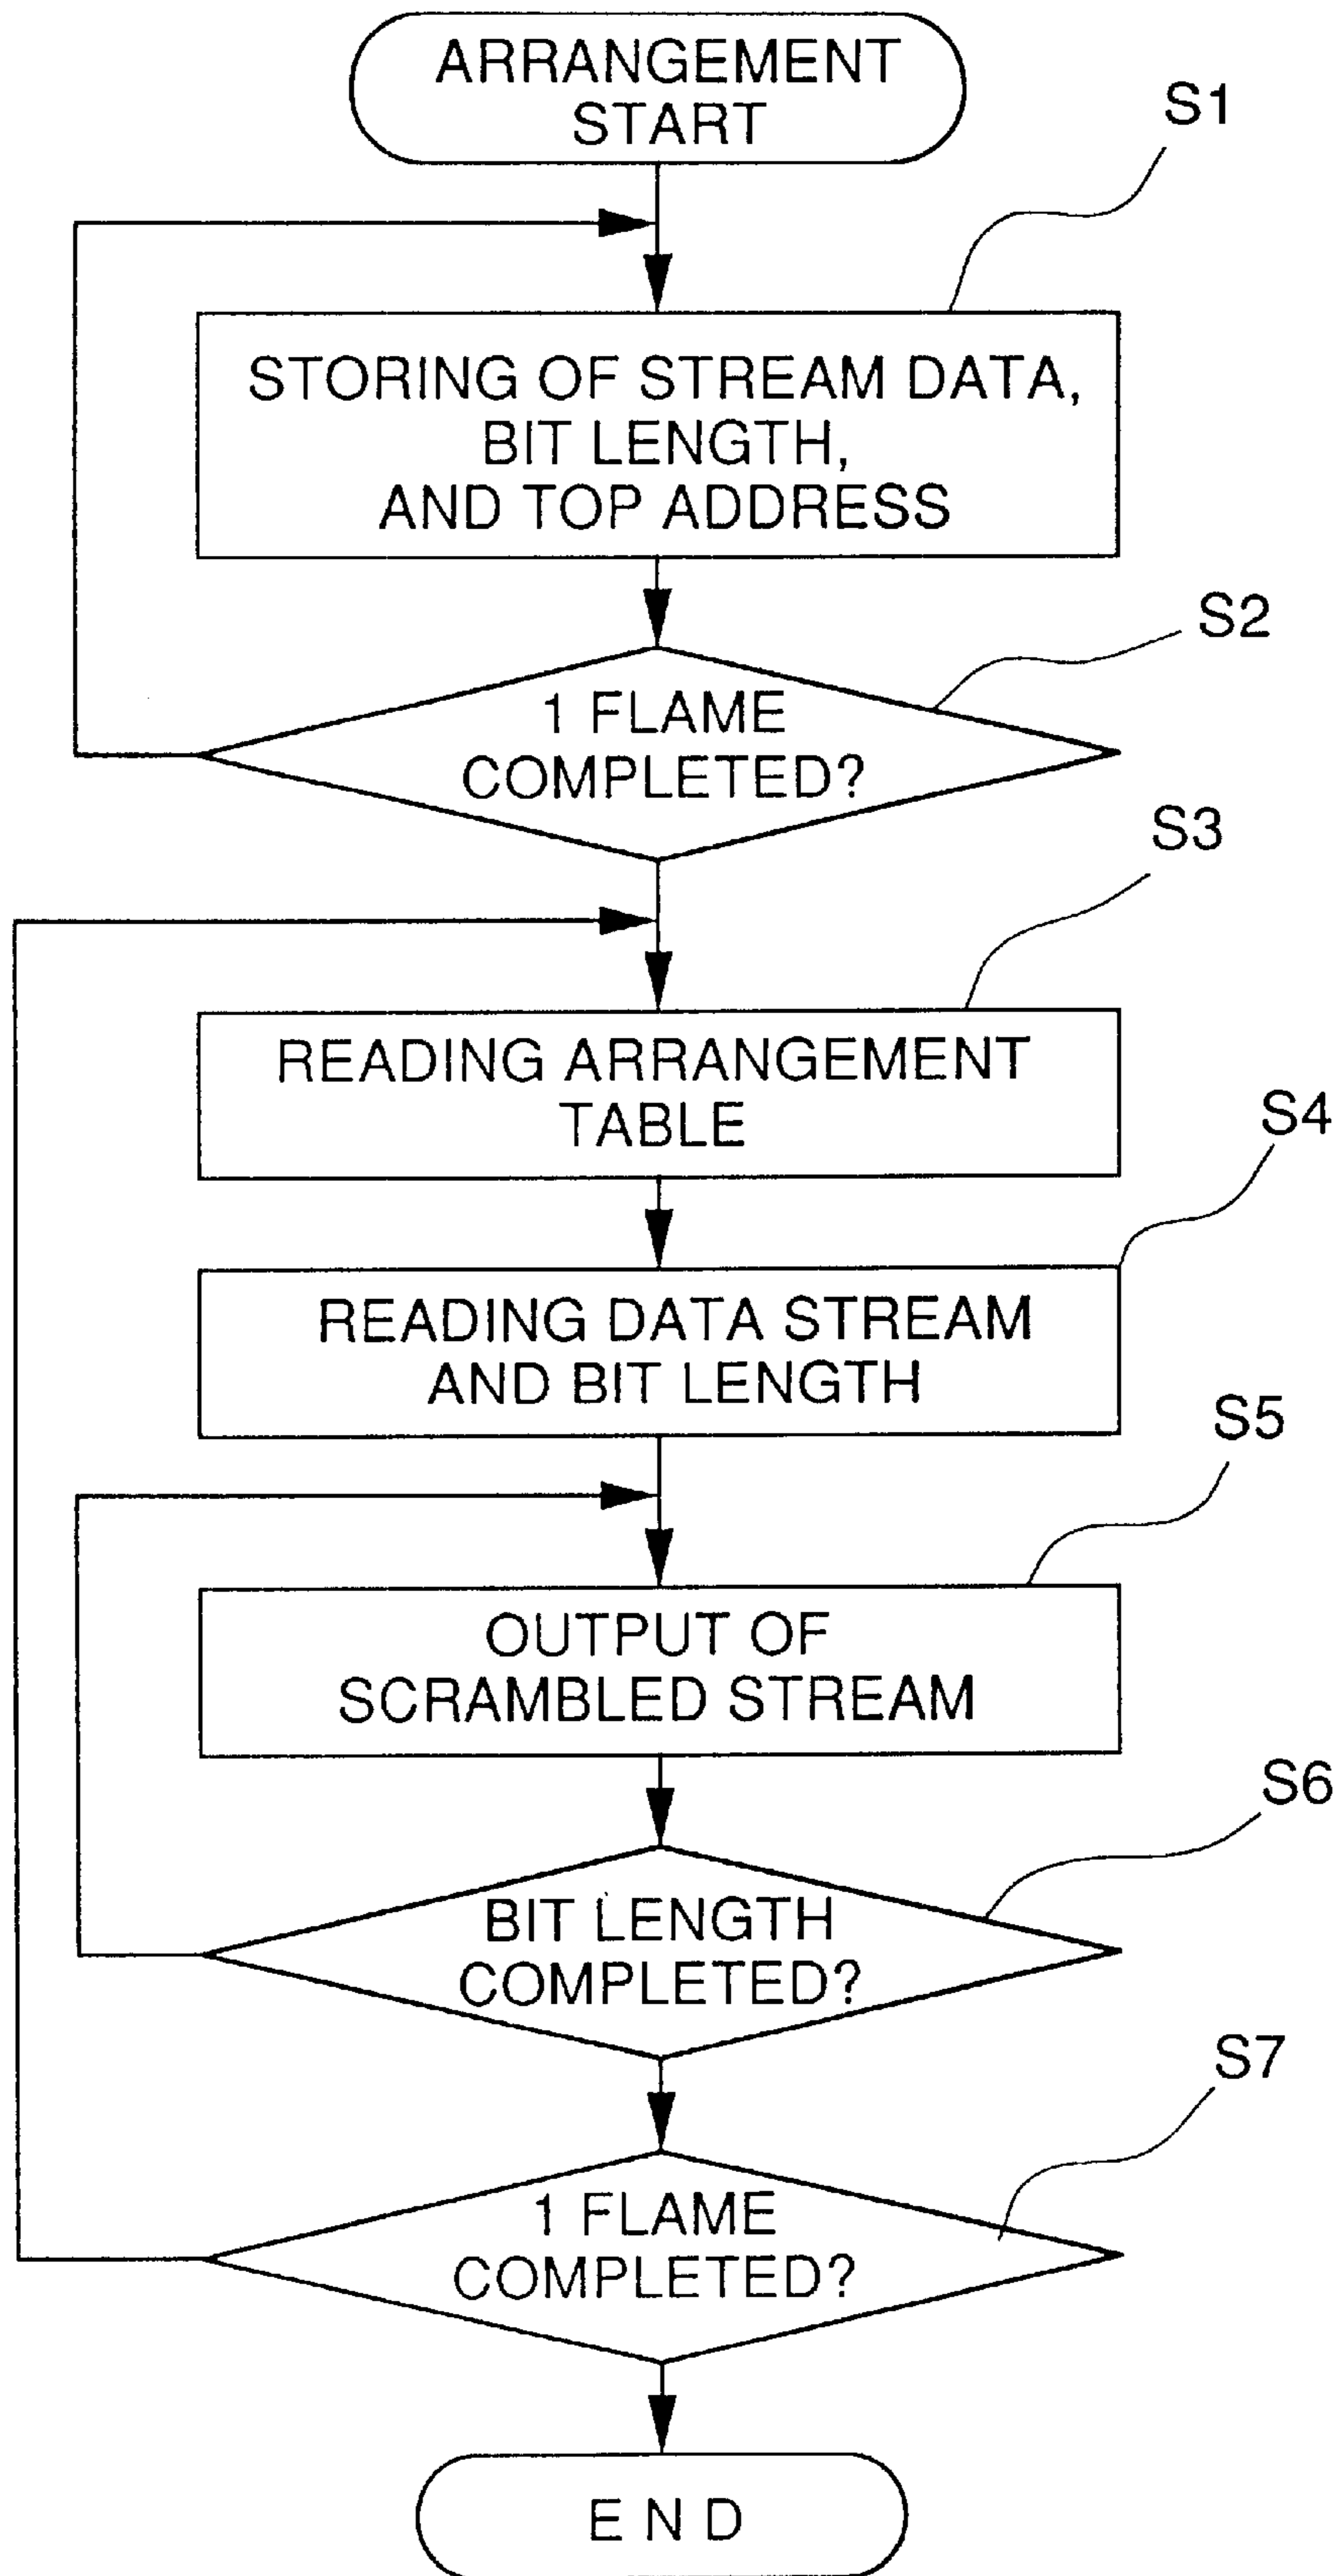 ARRANGEMENT
START
S1
STORING OF STREAM DATA,
BIT LENGTH,
AND TOP ADDRESS
S2
1 FLAME
COMPLETED?
S3
READING ARRANGEMENT
TABLE
S4
READING DATA STREAM
AND BIT LENGTH
S5
OUTPUT OF
SCRAMBLED STREAM
S6
BIT LENGTH
COMPLETED?
S7
1 FLAME
COMPLETED?
E N D